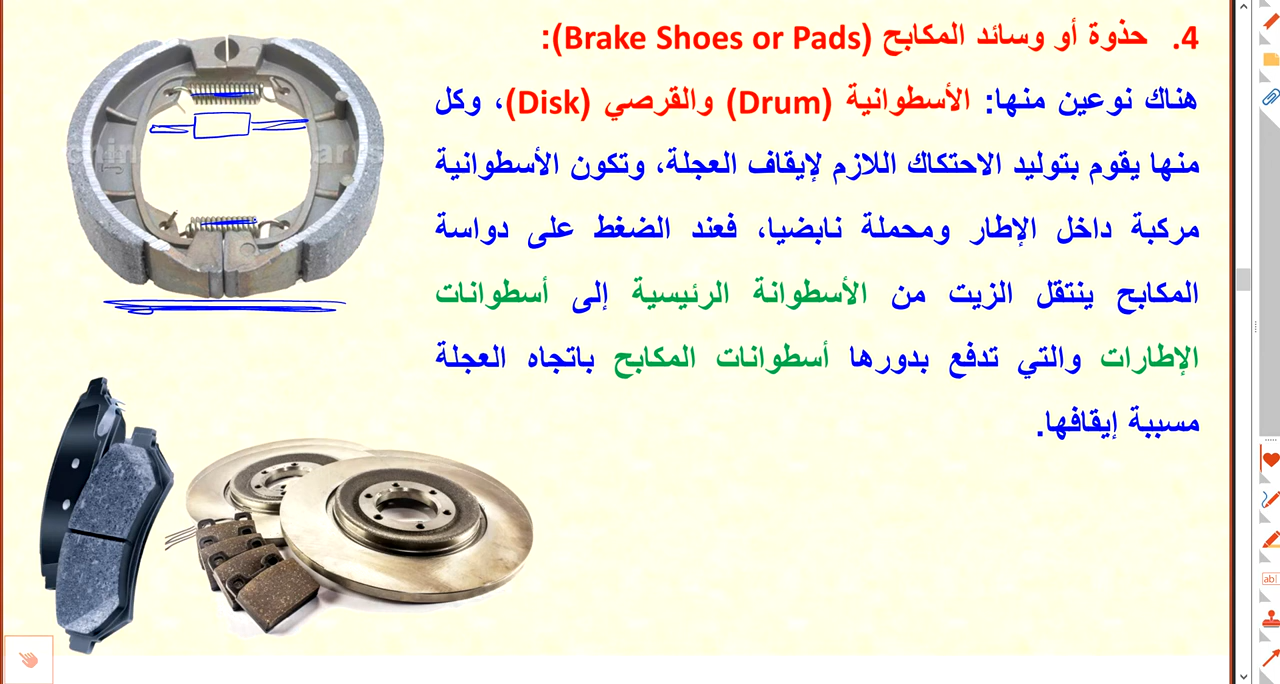 4. حذوة أو وسائد المكابح (Brake Shoes or Pads):
هناك نوعين منها: الأسطوانية (Drum) والقرصي (Disk)، وكل
منها يقوم بتوليد الاحتكاك اللازم لإيقاف العجلة، وتكون الأسطوانية
مركبة داخل الإطار ومحملة نابضيا، فعند الضغط على دواسة
المكابح ينتقل الزيت من الأسطوانة الرئيسية إلى أسطوانات
الإطارات والتي تدفع بدورها أسطوانات المكابح باتجاه العجلة
مسببة إيقافها.